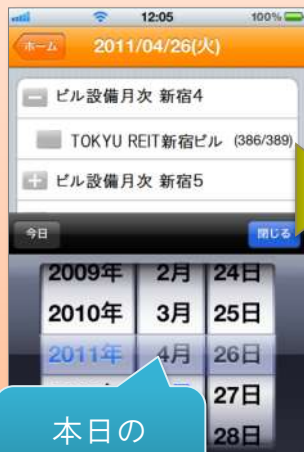 12:05
100%
ホーム
2011/04/26(火)
ビル設備月次 新宿4
TOKYU REIT新宿ビル (386/389)
ビル設備月次 新宿5
今日
閉じる
2009年 2月 24日
2010年 3月 25日
2011年 4月 26日
27日
28日
本日の